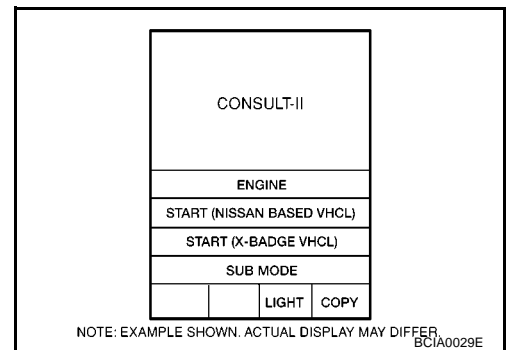 CONSULT-II
ENGINE
START (NISSAN BASED VHCL)
START (X-BADGE VHCL)
SUB MODE
LIGHT COPY
NOTE: EXAMPLE SHOWN. ACTUAL DISPLAY MAY DIFFER.
BCIA0029E